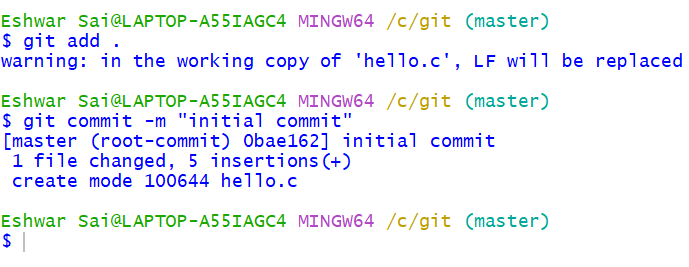 Eshwar Sai@LAPTOP-A55IAGC4 MINGW64 /c/git (master)
$ git add .
warning: in the working copy of 'hello.c', LF will be replaced
Eshwar Sai@LAPTOP-A55IAGC4 MINGW64 /c/git (master)
$ git commit -m "initial commit"
[master (root-commit) 0bae162] initial commit
 1 file changed, 5 insertions(+)
 create mode 100644 hello.c
Eshwar Sai@LAPTOP-A55IAGC4 MINGW64 /c/git (master)
$